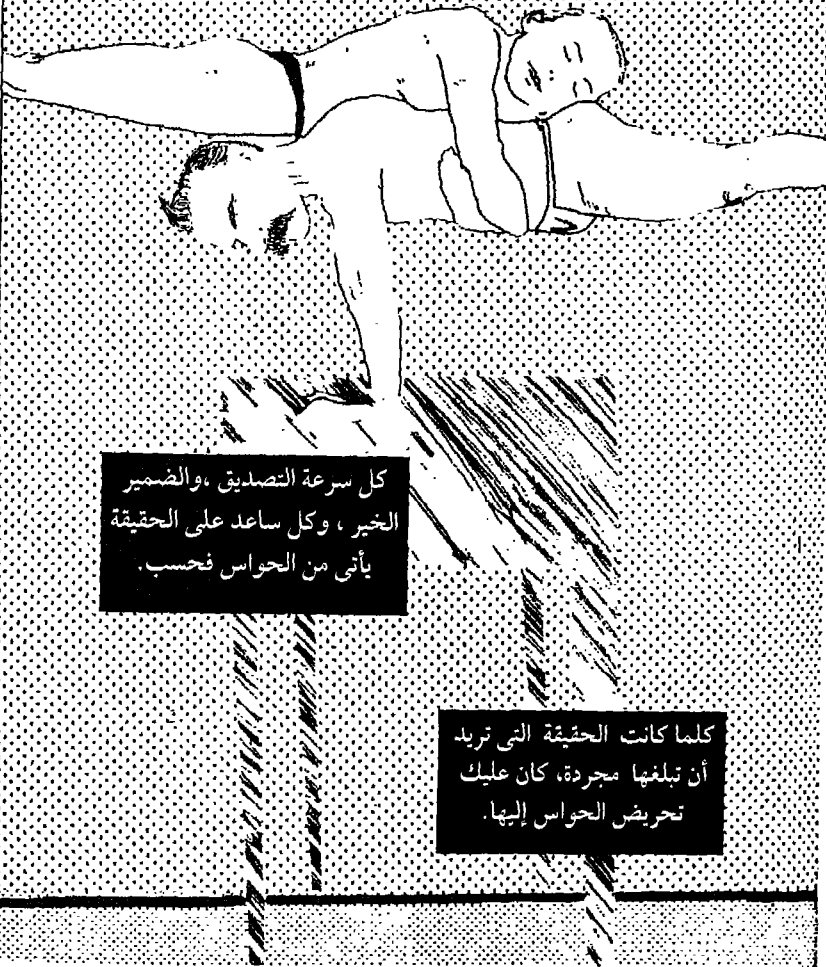 كل سرعة التصديق ،والضمير
الخير ، وكل ساعد على الحقيقة
يأتى من الحواس فحسب.
كلما كانت الحقيقة التى تريد
أن تبلغها مجردة، كان عليك
تحريض الحواس إليها.